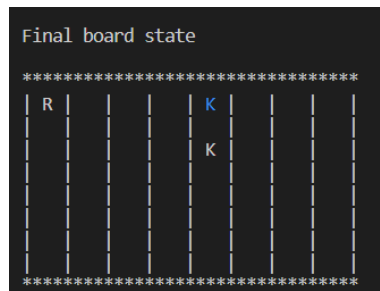 Final board state
*********************************
| R |   |   |   | K |   |   |   |
|   |   |   |   |   |   |   |   |
|   |   |   |   | K |   |   |   |
|   |   |   |   |   |   |   |   |
|   |   |   |   |   |   |   |   |
|   |   |   |   |   |   |   |   |
|   |   |   |   |   |   |   |   |
|   |   |   |   |   |   |   |   |
*********************************